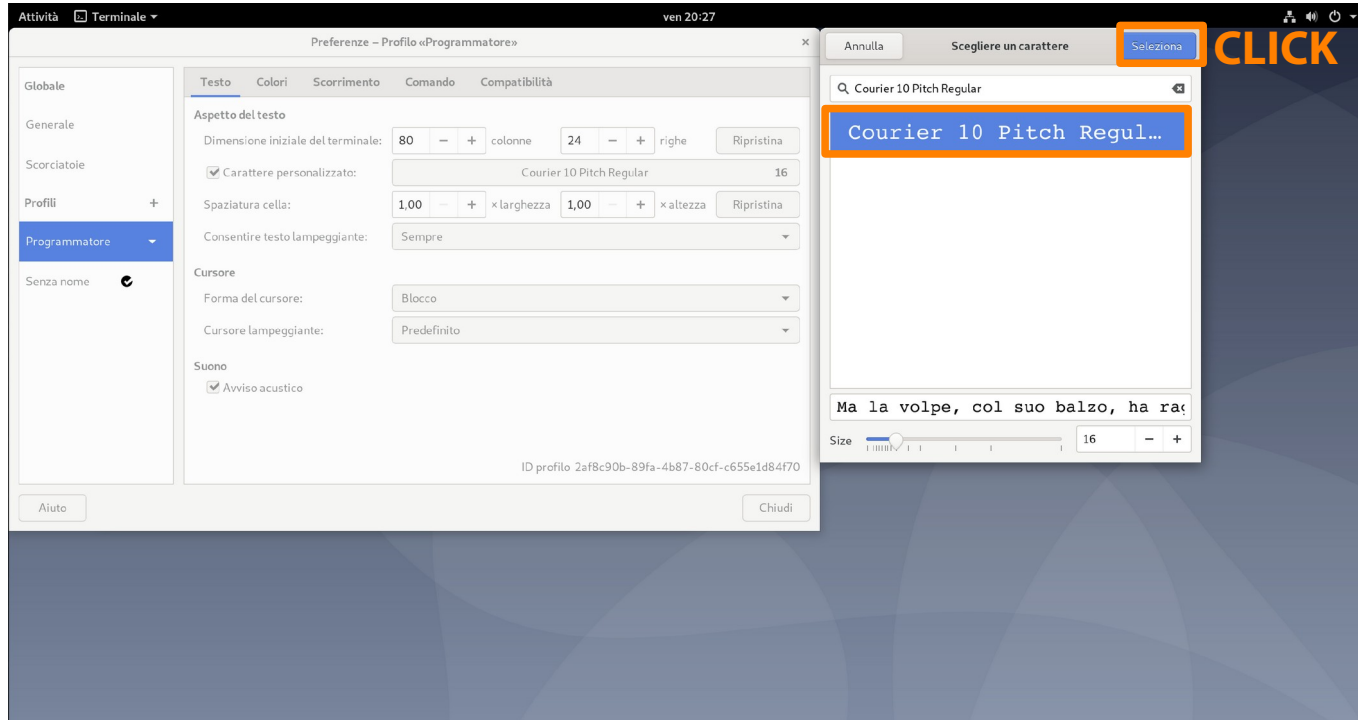 Attività Terminale ven 20:27
Preferenze – Profilo «Programmatore»
Globale
Generale
Scorciatoie
Profili
Programmatore
Senza nome
Testo Colori Scorrimento Comando Compatibilità
Aspetto del testo
Dimensione iniziale del terminale: 80 − + colonne 24 − + righe Ripristina
Carattere personalizzato: Courier 10 Pitch Regular 16
Spaziatura cella: 1,00 − + × larghezza 1,00 − + × altezza Ripristina
Consentire testo lampeggiante: Sempre
Cursore
Forma del cursore: Blocco
Cursore lampeggiante: Predefinito
Suono
Avviso acustico
ID profilo 2af8c90b-89fa-4b87-80cf-c655e1d84f70
Aiuto Chiudi
Annulla Scegliere un carattere Seleziona CLICK
Courier 10 Pitch Regular
Courier 10 Pitch Regul…
Ma la volpe, col suo balzo, ha
Size 16 − +